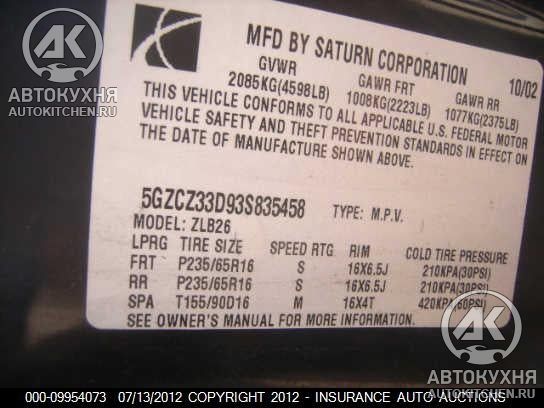 MFD BY SATURN CORPORATION
10/02
GVWR GAWR FRT GAWR RR
2085KG(4598LB) 1008KG(2223LB) 1077KG(2375LB)
THIS VEHICLE CONFORMS TO ALL APPLICABLE U.S. FEDERAL MOTOR
VEHICLE SAFETY AND THEFT PREVENTION STANDARDS IN EFFECT ON
THE DATE OF MANUFACTURE SHOWN ABOVE.
5GZCZ33D93S835458 TYPE: M.P.V.
MODEL: ZLB26
LPRG TIRE SIZE SPEED RTG RIM COLD TIRE PRESSURE
FRT P235/65R16 S 16X6.5J 210KPA(30PSI)
RR P235/65R16 S 16X6.5J 210KPA(30PSI)
SPA T155/90D16 M 16X4T 420KPA(60PSI)
SEE OWNER'S MANUAL FOR MORE INFORMATION.
АК
АВТОКУХНЯ
AUTOKITCHEN.RU
АК
АВТОКУХНЯ
AUTOKITCHEN.RU
000-09954073 07/13/2012 COPYRIGHT 2012 - INSURANCE AUTO AUCTIONS